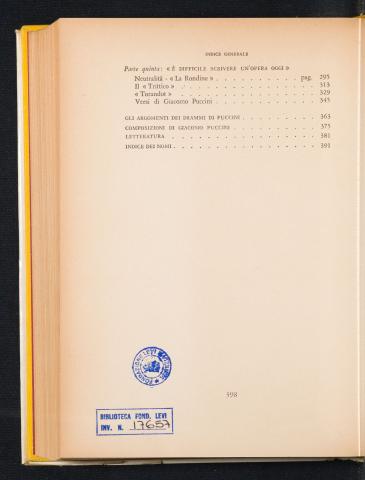 INDICE GENERALE
Parte quinta: « È DIFFICILE SCRIVERE UN'OPERA OGGI »
Neutralità - « La Rondine » . . . . . . . . . . . pag. 295
Il « Trittico » . . . . . . . . . . . . . . 313
« Turandot » . . . . . . . . . . . . . . 329
Versi di Giacomo Puccini . . . . . . . . . . . 345
GLI ARGOMENTI DEI DRAMMI DI PUCCINI . . . . . . . . . . 363
COMPOSIZIONI DI GIACOMO PUCCINI . . . . . . . . . . . 375
LETTERATURA . . . . . . . . . . . . . . . . 381
INDICE DEI NOMI . . . . . . . . . . . . . . . 391
FONDAZIONE LEVI
398
BIBLIOTECA FOND. LEVI
INV. N. 17657